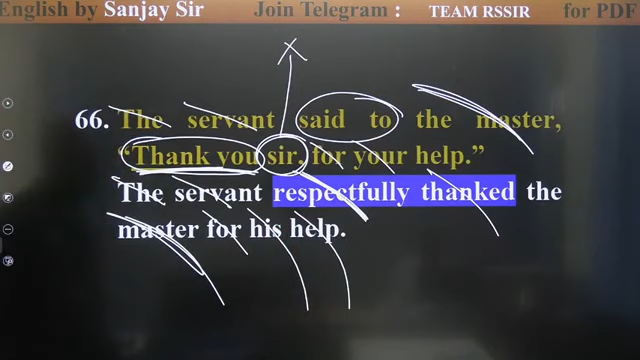 English by Sanjay Sir Join Telegram : TEAM RSSIR for PDF
66. The servant said to the master,
“Thank you sir, for your help.”
The servant respectfully thanked the
master for his help.